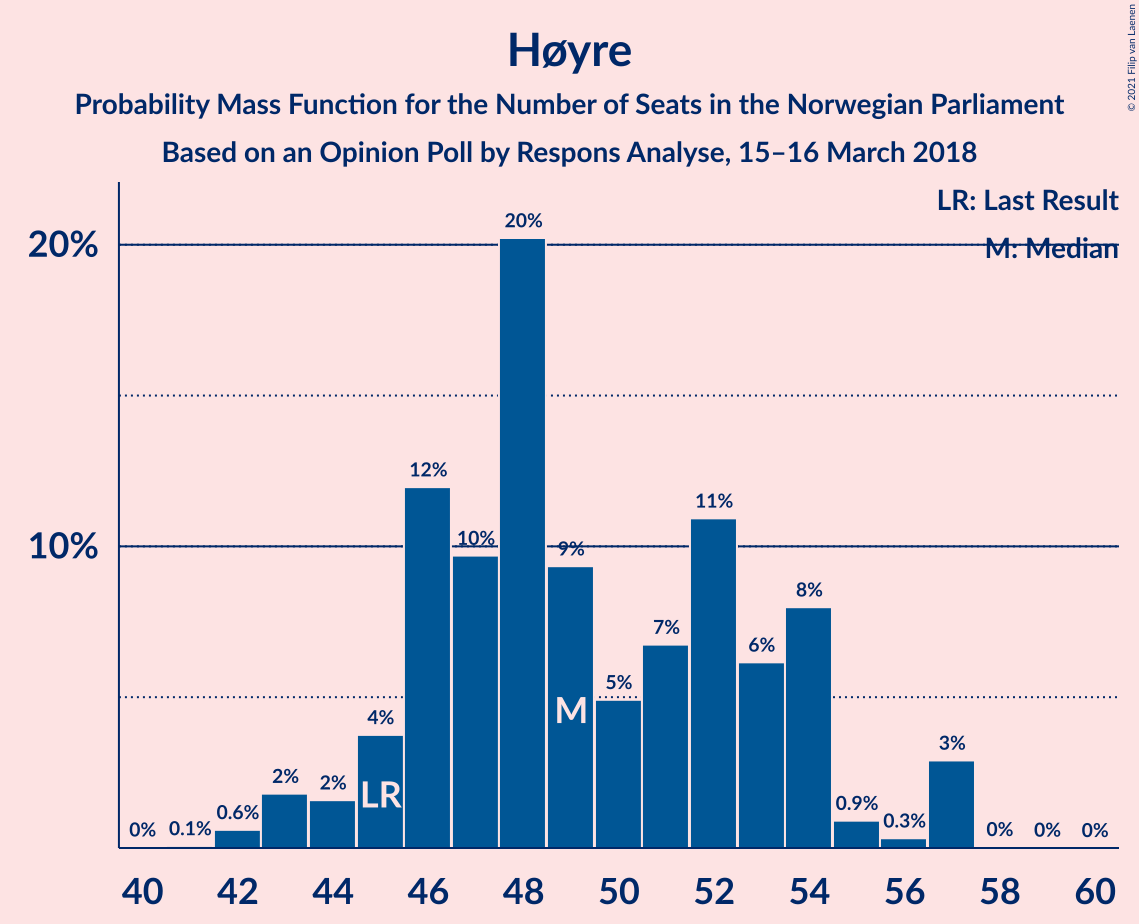 Høyre
Probability Mass Function for the Number of Seats in the Norwegian Parliament
Based on an Opinion Poll by Respons Analyse, 15–16 March 2018
© 2021 Filip van Laenen
LR: Last Result
M: Median
20%
10%
0% 0.1% 0.6% 2% 2% 4% 12% 10% 20% 9% 5% 7% 11% 6% 8% 0.9% 0.3% 3% 0% 0% 0%
LR M
40 42 44 46 48 50 52 54 56 58 60